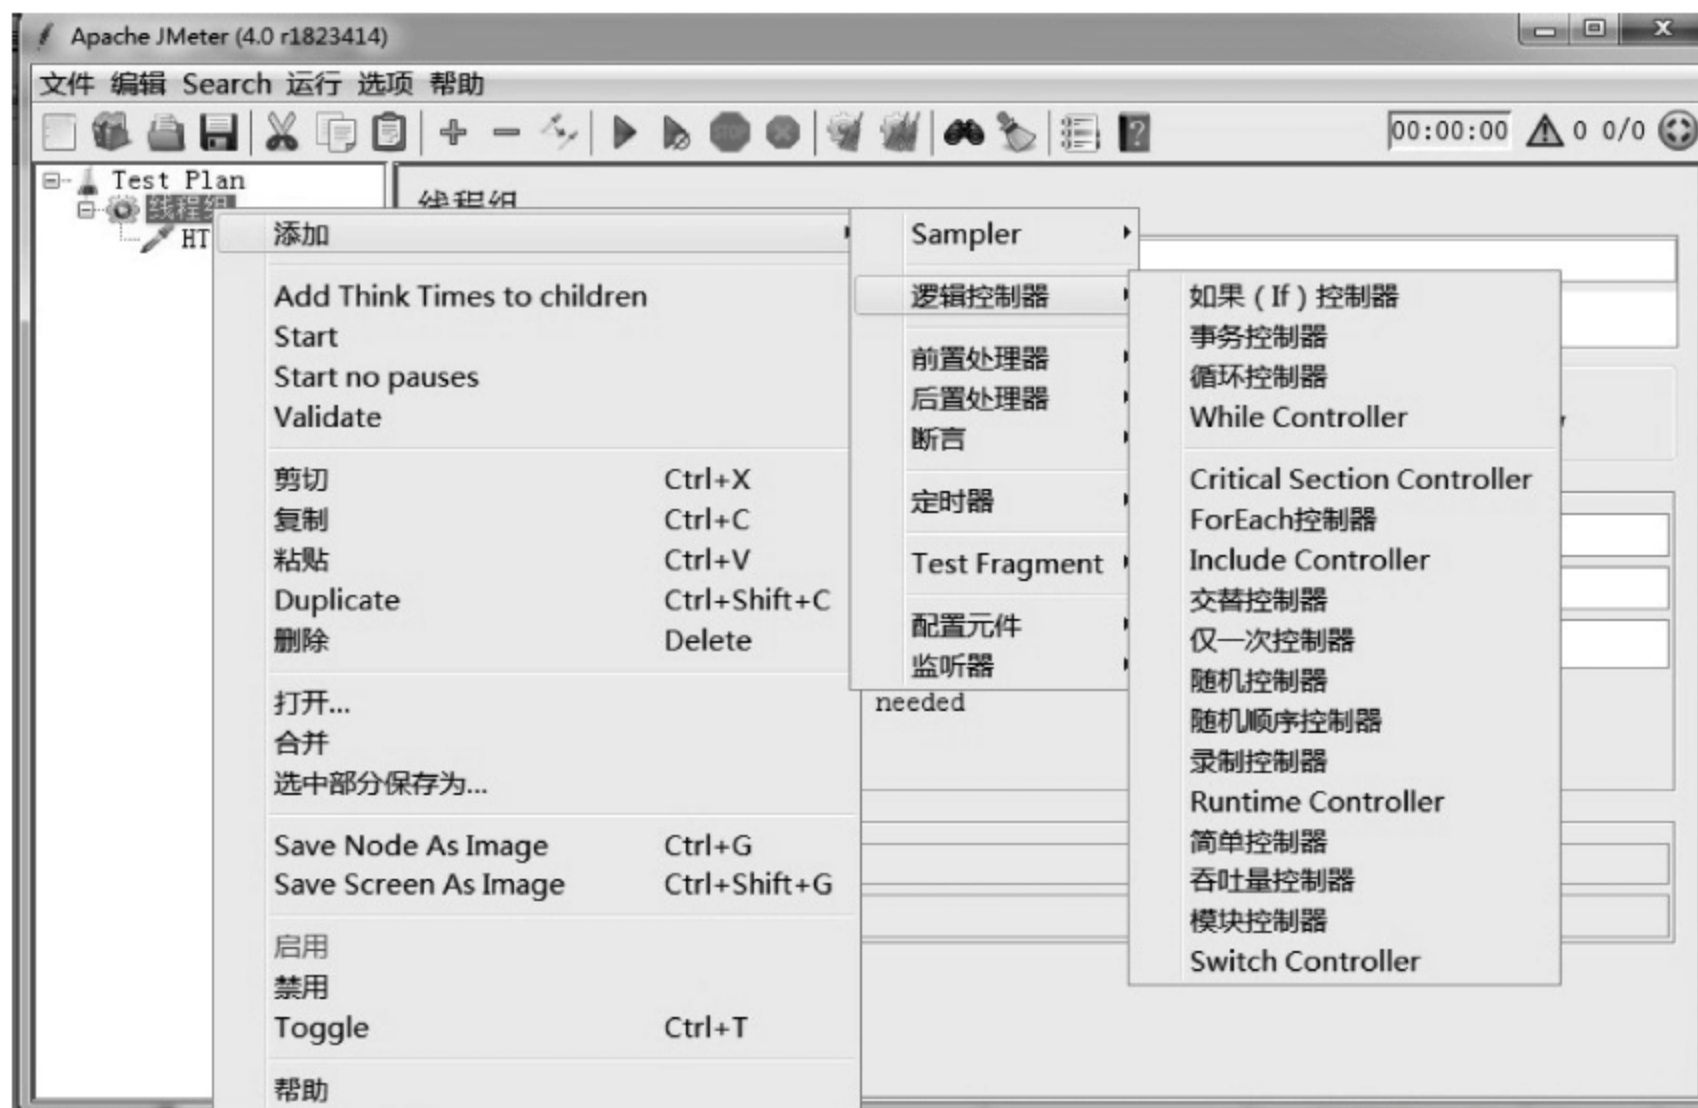 Apache JMeter (4.0 r1823414)
文件 编辑 Search 运行 选项 帮助
STOP
00:00:00 0 0/0
Test Plan
线程组
HT
线程组
添加
Add Think Times to children
Start
Start no pauses
Validate
剪切 Ctrl+X
复制 Ctrl+C
粘贴 Ctrl+V
Duplicate Ctrl+Shift+C
删除 Delete
打开...
合并
选中部分保存为...
Save Node As Image Ctrl+G
Save Screen As Image Ctrl+Shift+G
启用
禁用
Toggle Ctrl+T
帮助
Sampler
逻辑控制器
前置处理器
后置处理器
断言
定时器
Test Fragment
配置元件
监听器
needed
如果（If）控制器
事务控制器
循环控制器
While Controller
Critical Section Controller
ForEach控制器
Include Controller
交替控制器
仅一次控制器
随机控制器
随机顺序控制器
录制控制器
Runtime Controller
简单控制器
吞吐量控制器
模块控制器
Switch Controller